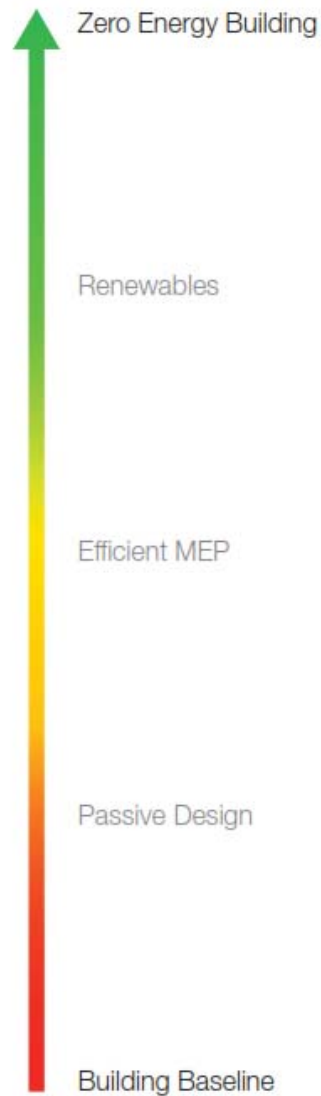 Zero Energy Building
Renewables
Efficient MEP
Passive Design
Building Baseline